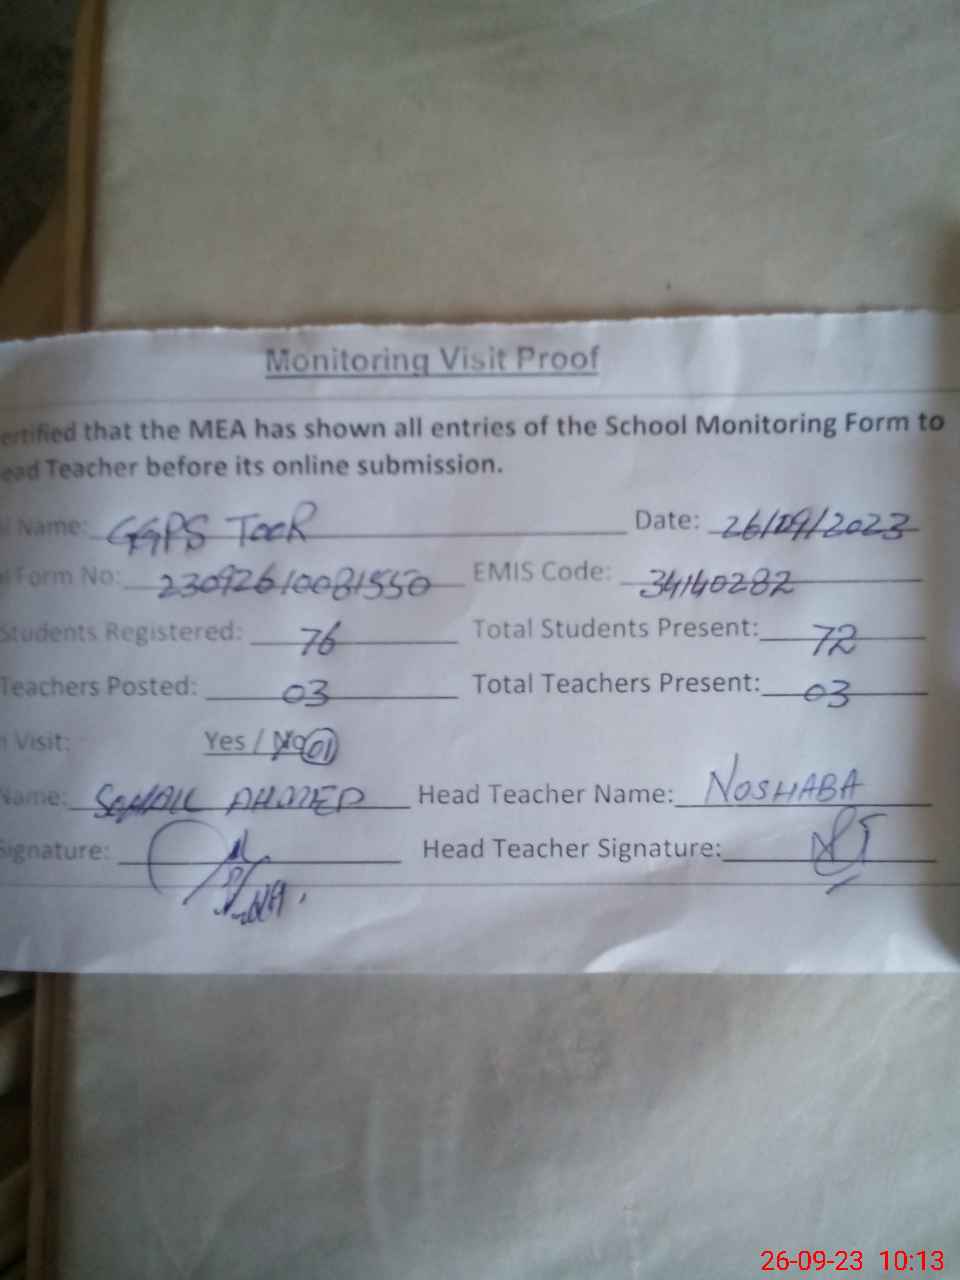 Monitoring Visit Proof
ertified that the MEA has shown all entries of the School Monitoring Form to
ead Teacher before its online submission.
l Name: GGPS TooR Date: 26/09/2023
l Form No: 23092610081550 EMIS Code: 34140282
Students Registered: 76 Total Students Present: 72
Teachers Posted: 03 Total Teachers Present: 03
n Visit: Yes / No 01
Name: SOHAIL AHMED Head Teacher Name: NOSHABA
Signature: Head Teacher Signature:
26-09-23 10:13